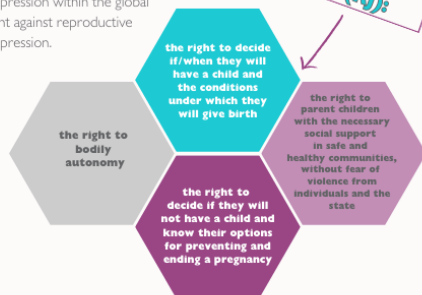 pression within the global
nt against reproductive
pression.
the right to decide
if/when they will
have a child and
the conditions
under which they
will give birth
the right to
bodily
autonomy
the right to
parent children
with the necessary
social support
in safe and
healthy communities,
without fear of
violence from
individuals and the
state
the right to
decide if they will
not have a child and
know their options
for preventing and
ending a pregnancy